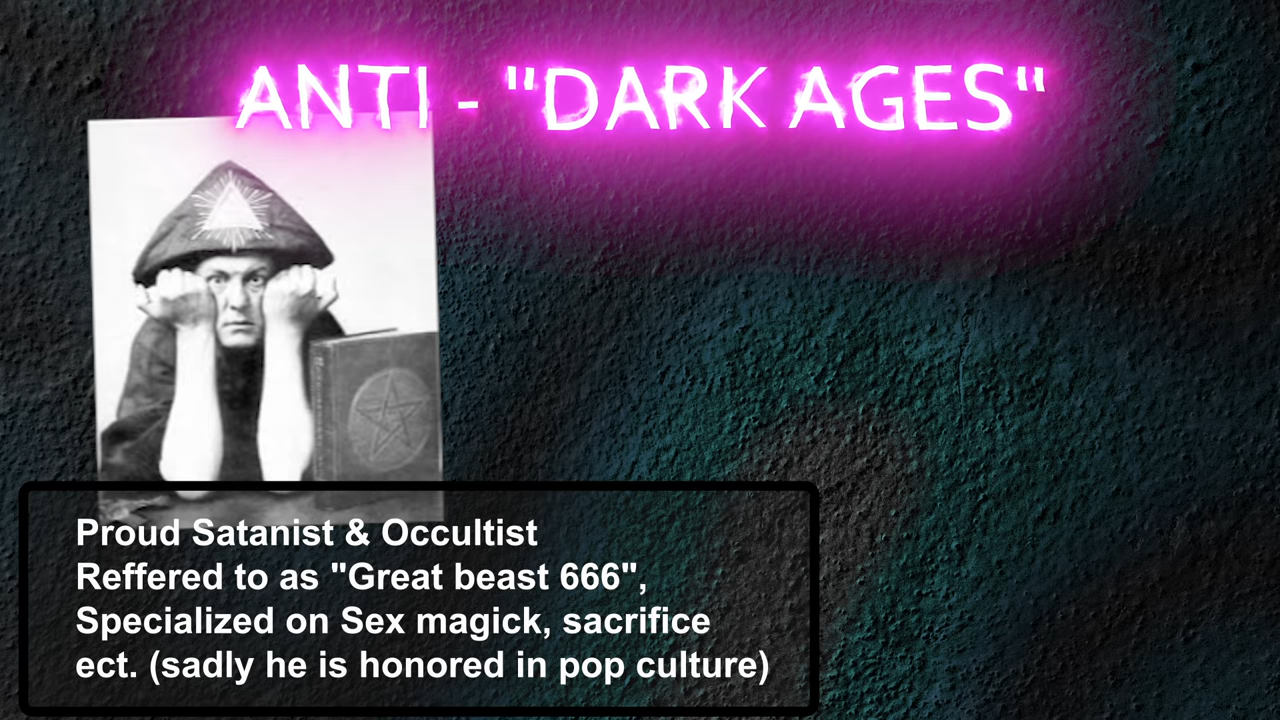 ANTI - "DARK AGES"
Proud Satanist & Occultist
Reffered to as "Great beast 666",
Specialized on Sex magick, sacrifice
ect. (sadly he is honored in pop culture)